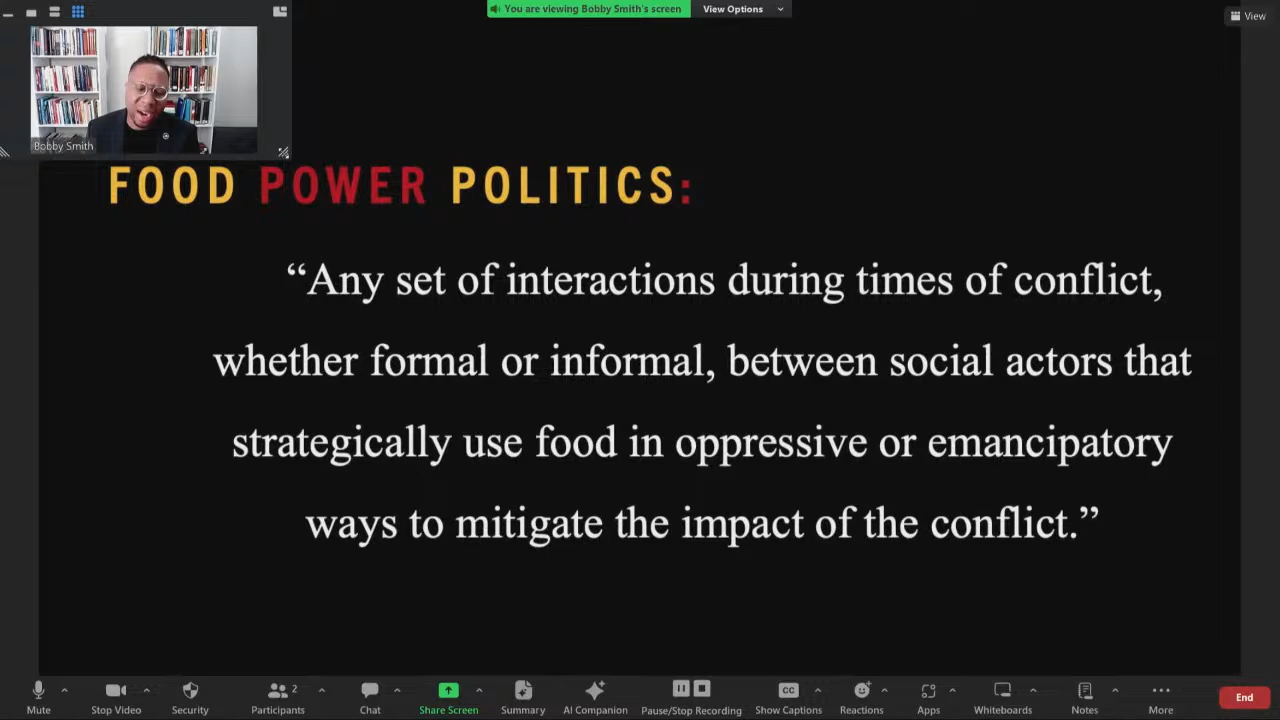 You are viewing Bobby Smith's screen
View Options
View
Bobby Smith
FOOD POWER POLITICS:
“Any set of interactions during times of conflict,
whether formal or informal, between social actors that
strategically use food in oppressive or emancipatory
ways to mitigate the impact of the conflict.”
2
CC
Mute
Stop Video
Security
Participants
Chat
Share Screen
Summary
AI Companion
Pause/Stop Recording
Show Captions
Reactions
Apps
Whiteboards
Notes
More
End